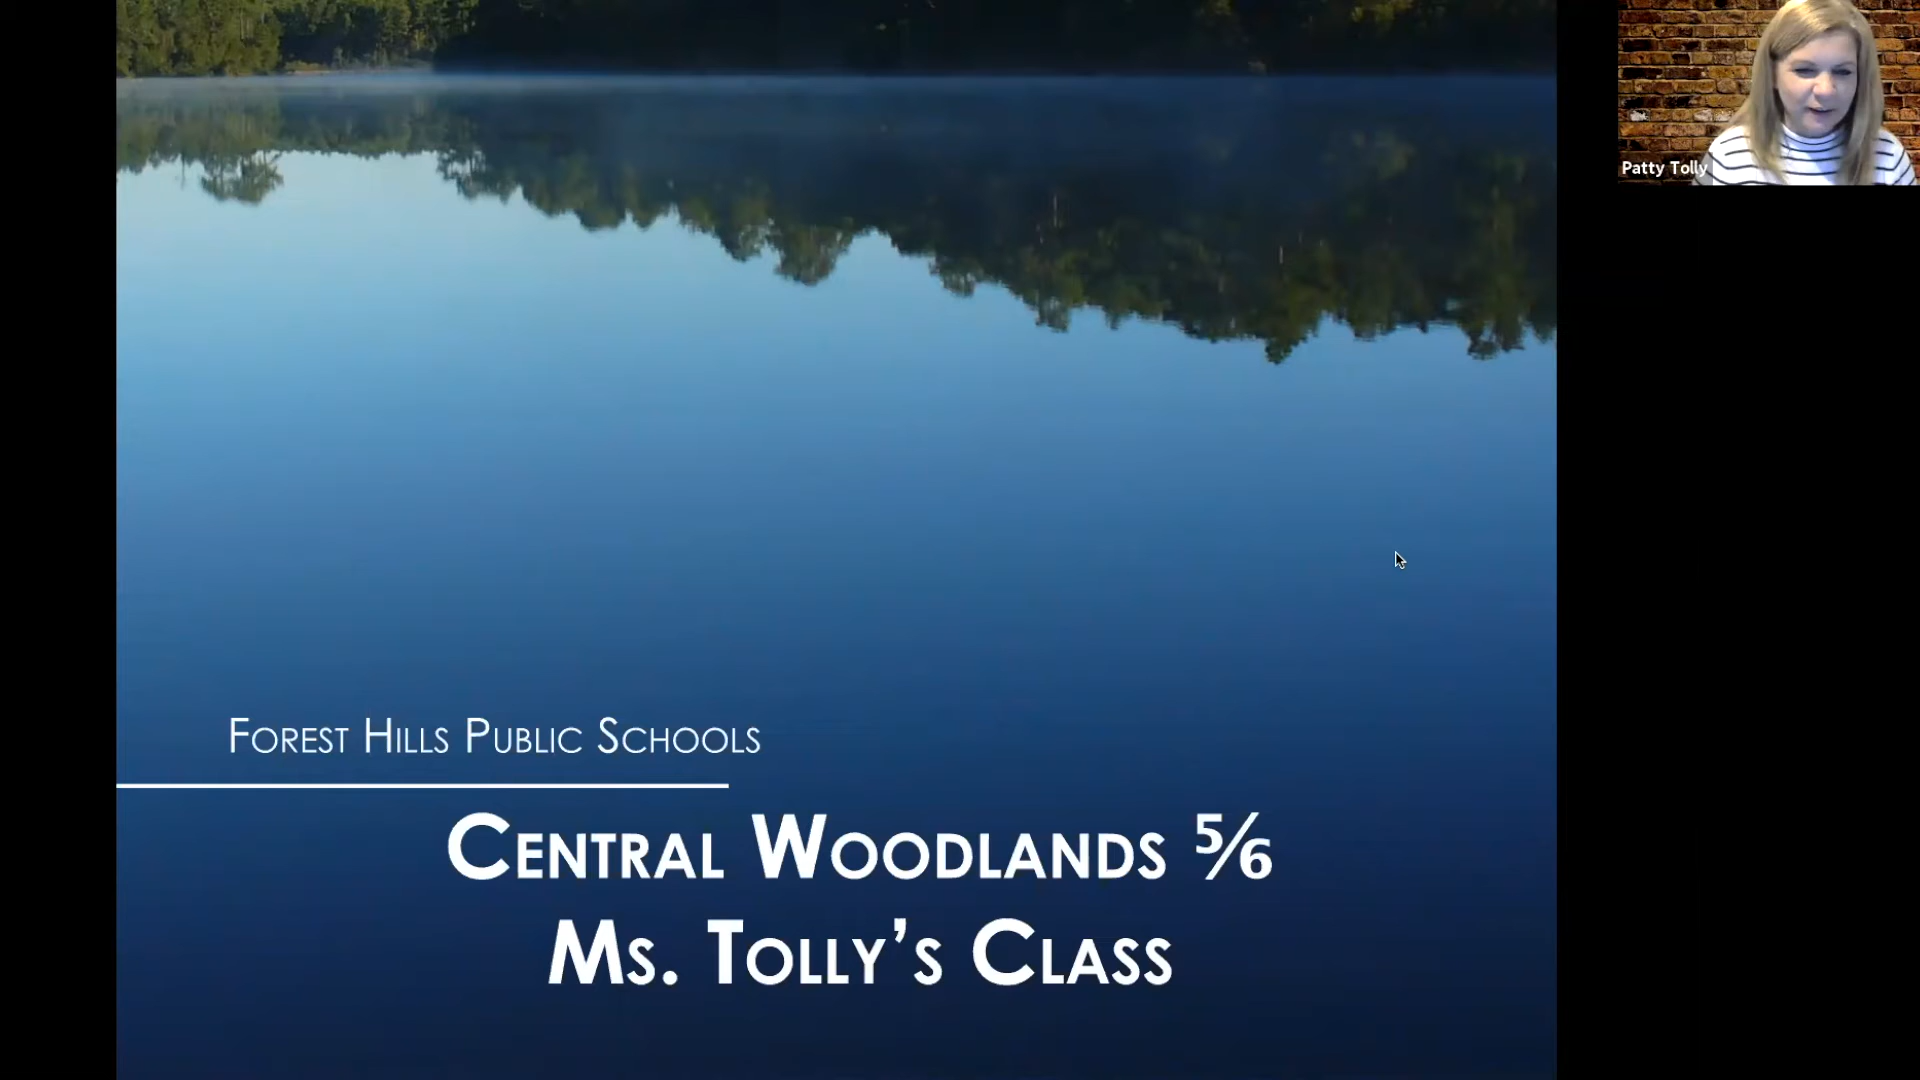 Patty Tolly
Forest Hills Public Schools
Central Woodlands ⅚
Ms. Tolly’s Class